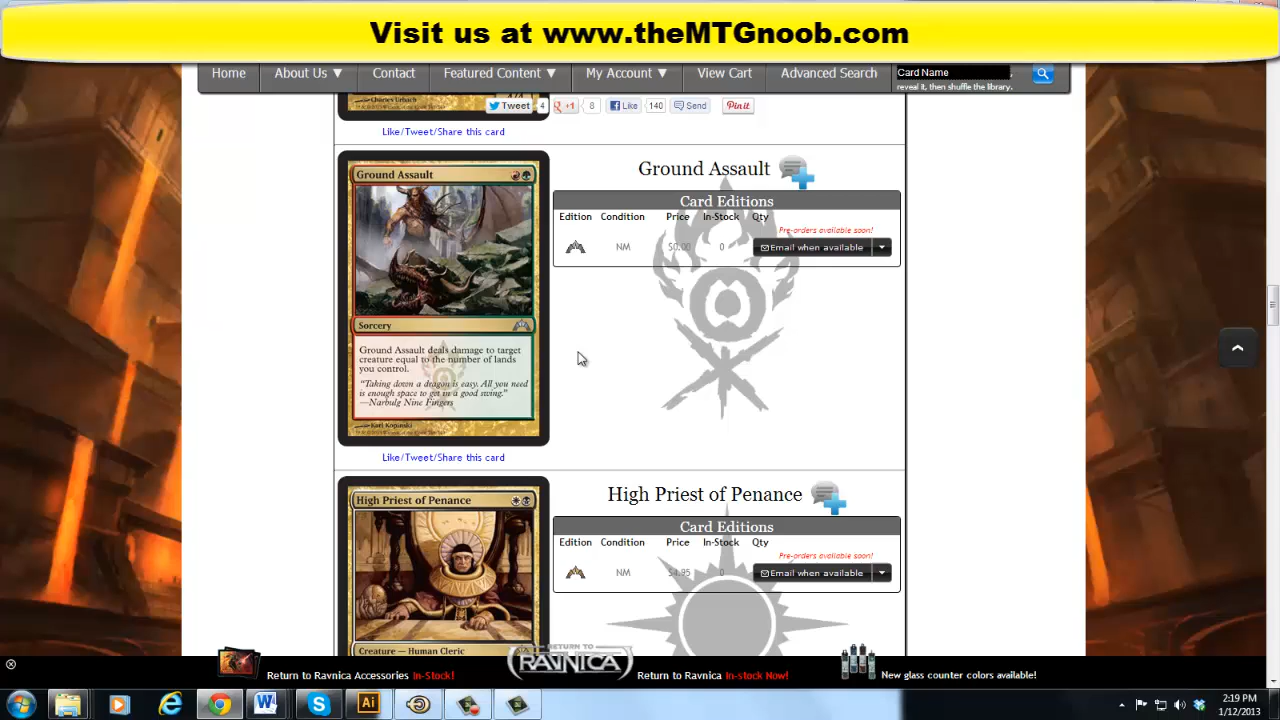 Visit us at www.theMTGnoob.com
Home
About Us ▼
Contact
Featured Content ▼
My Account ▼
View Cart
Advanced Search
Card Name
reveal it, then shuffle the library.
Tweet 4
+1 8
Like 140
Send
Pin it
Like/Tweet/Share this card
Ground Assault
Sorcery
Ground Assault deals damage to target
creature equal to the number of lands
you control.
"Taking down a dragon is easy. All you need
is enough space to get in a good swing."
—Narbulg Nine Fingers
Karl Kopinski
Like/Tweet/Share this card
Ground Assault
Card Editions
Edition Condition Price In-Stock Qty
Pre-orders available soon!
NM $0.00 0 Email when available
High Priest of Penance
Creature — Human Cleric
High Priest of Penance
Card Editions
Edition Condition Price In-Stock Qty
Pre-orders available soon!
NM $4.95 0 Email when available
Return to Ravnica Accessories In-Stock!
RETURN TO
RAVNICA
Return to Ravnica In-stock Now!
New glass counter colors available!
2:19 PM
1/12/2013